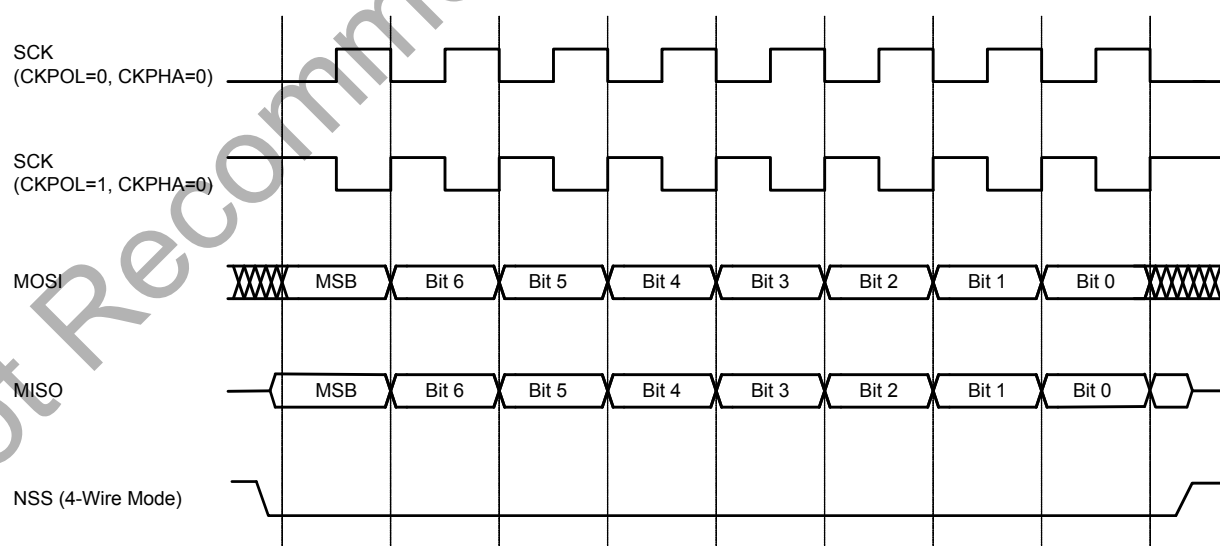 SCK
(CKPOL=0, CKPHA=0)
SCK
(CKPOL=1, CKPHA=0)
MOSI
MSB Bit 6 Bit 5 Bit 4 Bit 3 Bit 2 Bit 1 Bit 0
MISO
MSB Bit 6 Bit 5 Bit 4 Bit 3 Bit 2 Bit 1 Bit 0
NSS (4-Wire Mode)